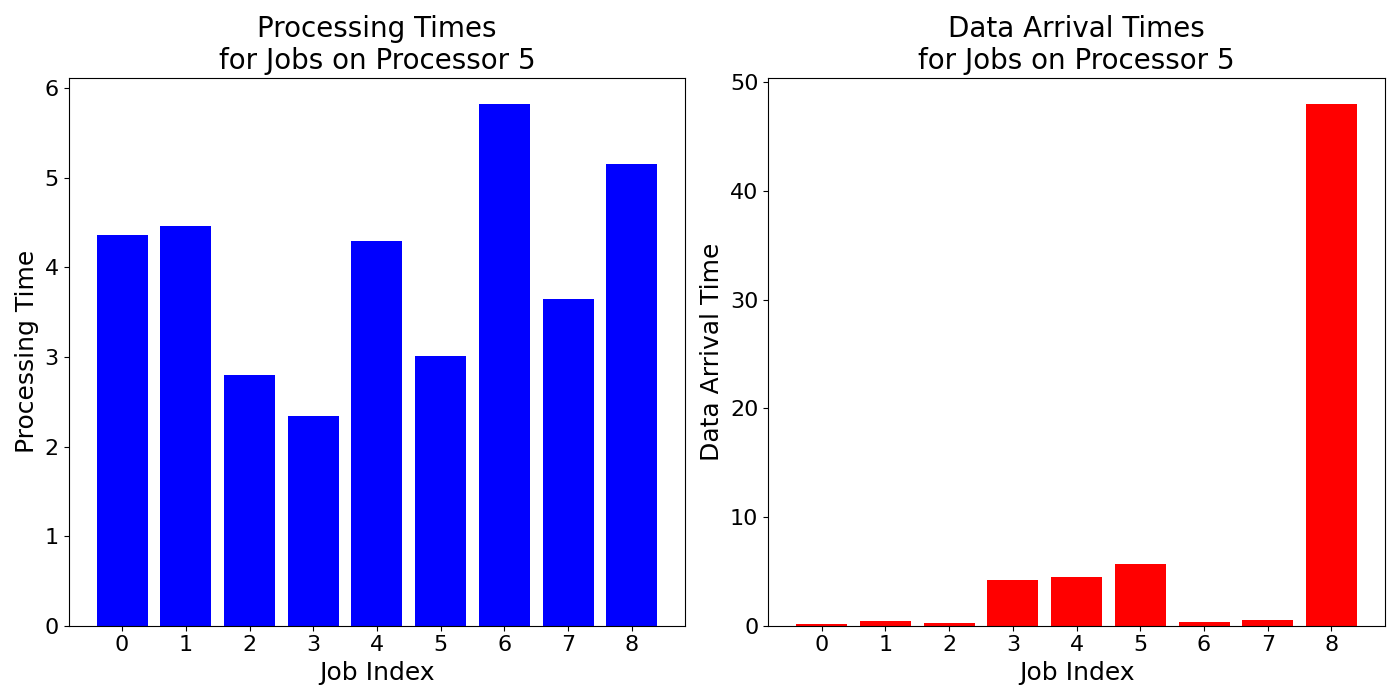 Processing Times
for Jobs on Processor 5
6
5
4
3
2
1
0
Processing Time
0 1 2 3 4 5 6 7 8
Job Index
Data Arrival Times
for Jobs on Processor 5
50
40
30
20
10
0
Data Arrival Time
0 1 2 3 4 5 6 7 8
Job Index